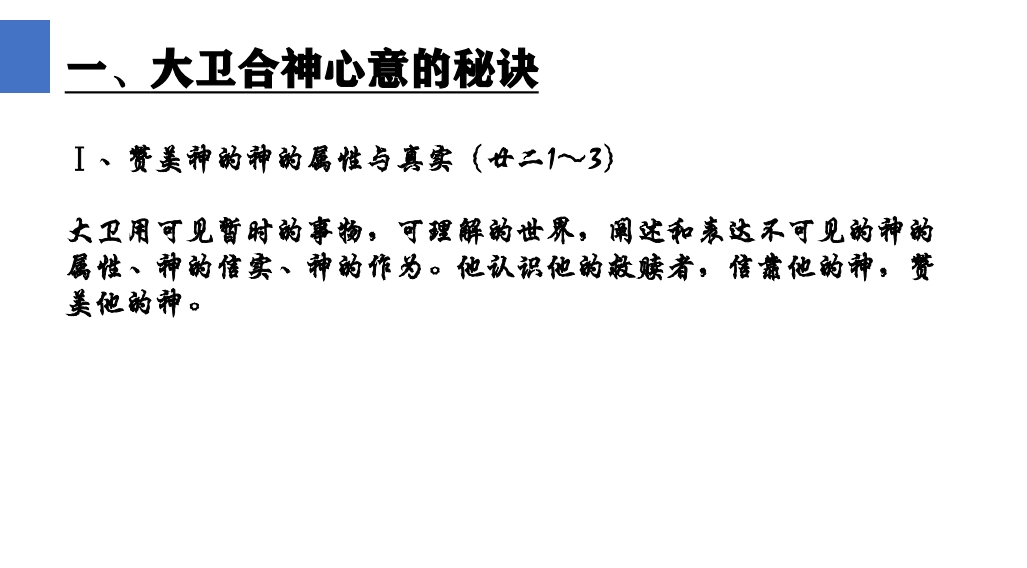 一、大卫合神心意的秘诀
Ⅰ、赞美神的神的属性与真实（廿二1～3）
大卫用可见暂时的事物，可理解的世界，阐述和表达不可见的神的
属性、神的信实、神的作为。他认识他的救赎者，信靠他的神，赞
美他的神。